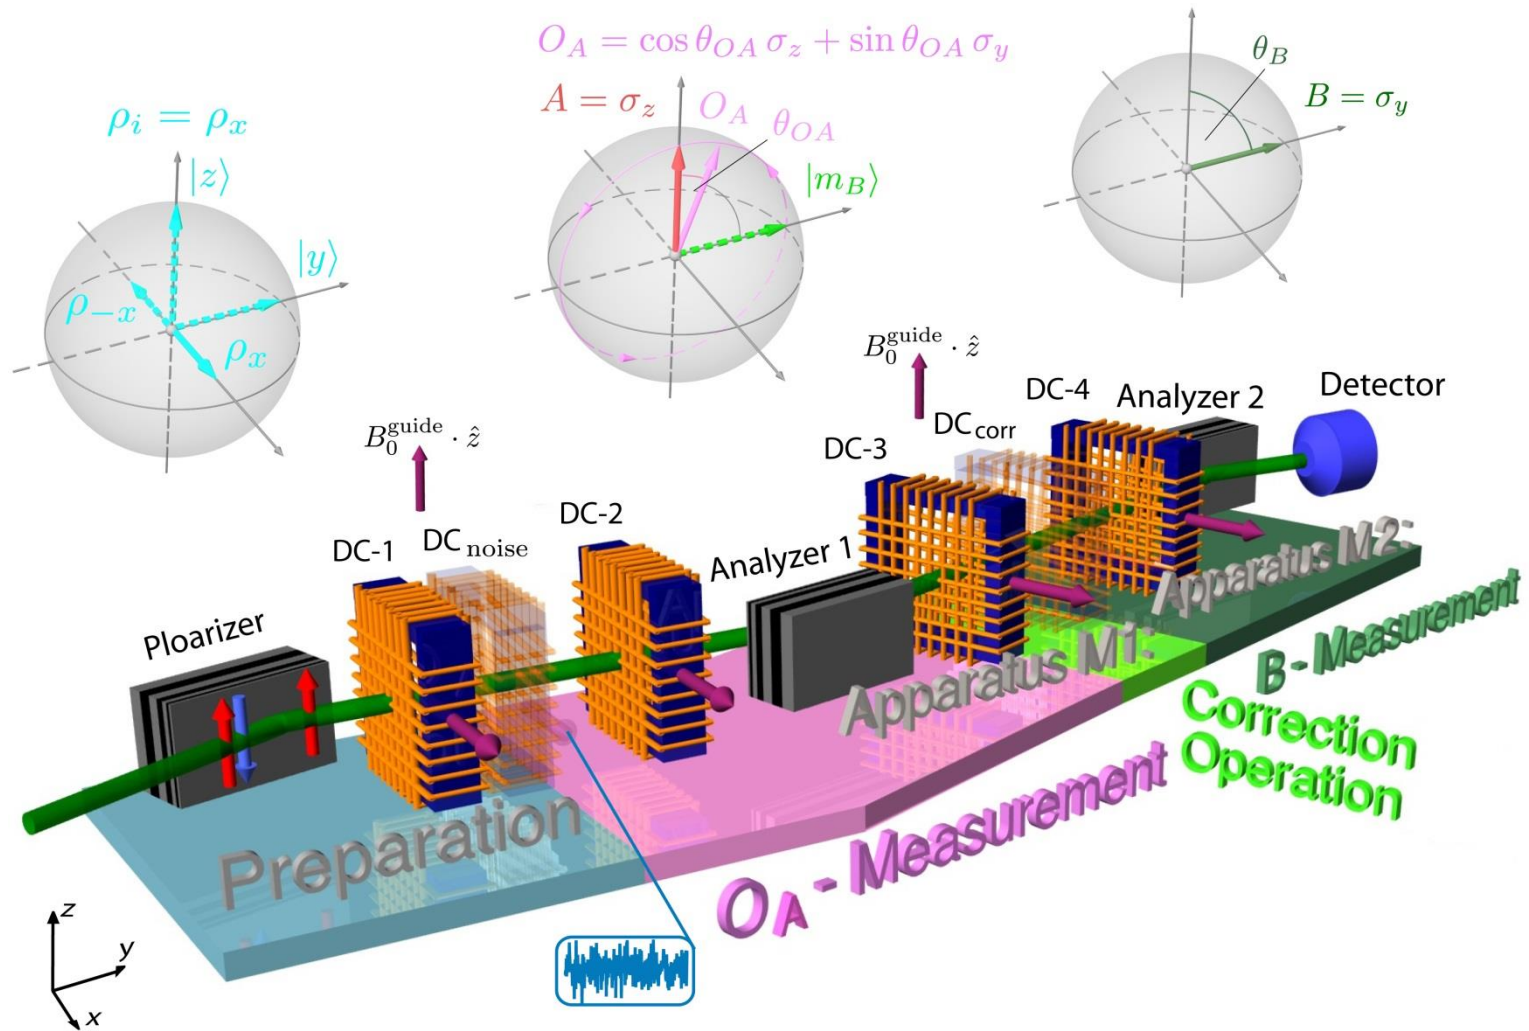 O_A = cos θ_OA σ_z + sin θ_OA σ_y
A = σ_z
O_A
θ_OA
|m_B⟩
θ_B
B = σ_y
ρ_i = ρ_x
|z⟩
|y⟩
ρ_−x
ρ_x
B_0^guide · ẑ
B_0^guide · ẑ
DC-4
Analyzer 2
Detector
DC_corr
DC-3
DC-2
DC-1
DC_noise
Analyzer 1
Ploarizer
Apparatus M2:
Apparatus M1:
B - Measurement
Correction
Operation
O_A - Measurement
Preparation
z
y
x